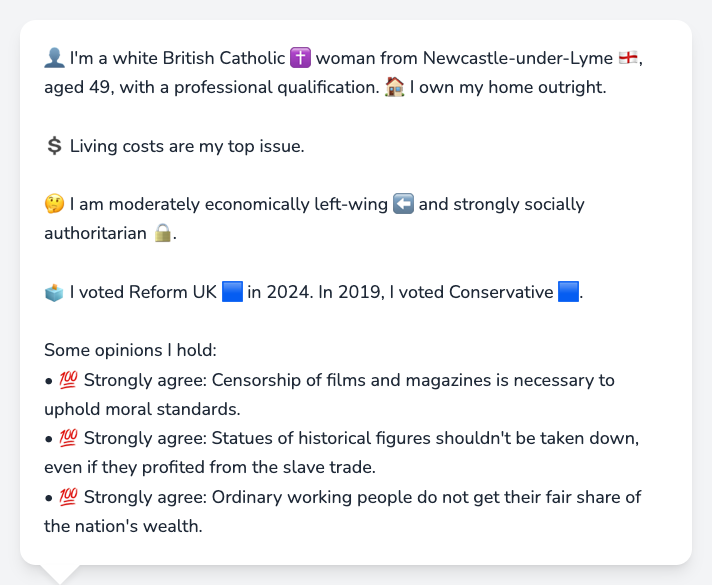 👤 I'm a white British Catholic ✝️ woman from Newcastle-under-Lyme 🏴󠁧󠁢󠁥󠁮󠁧󠁿,
aged 49, with a professional qualification. 🏠 I own my home outright.
💲 Living costs are my top issue.
🤔 I am moderately economically left-wing ⬅️ and strongly socially
authoritarian 🔒.
🗳️ I voted Reform UK 🟦 in 2024. In 2019, I voted Conservative 🟦.
Some opinions I hold:
• 💯 Strongly agree: Censorship of films and magazines is necessary to
uphold moral standards.
• 💯 Strongly agree: Statues of historical figures shouldn't be taken down,
even if they profited from the slave trade.
• 💯 Strongly agree: Ordinary working people do not get their fair share of
the nation's wealth.